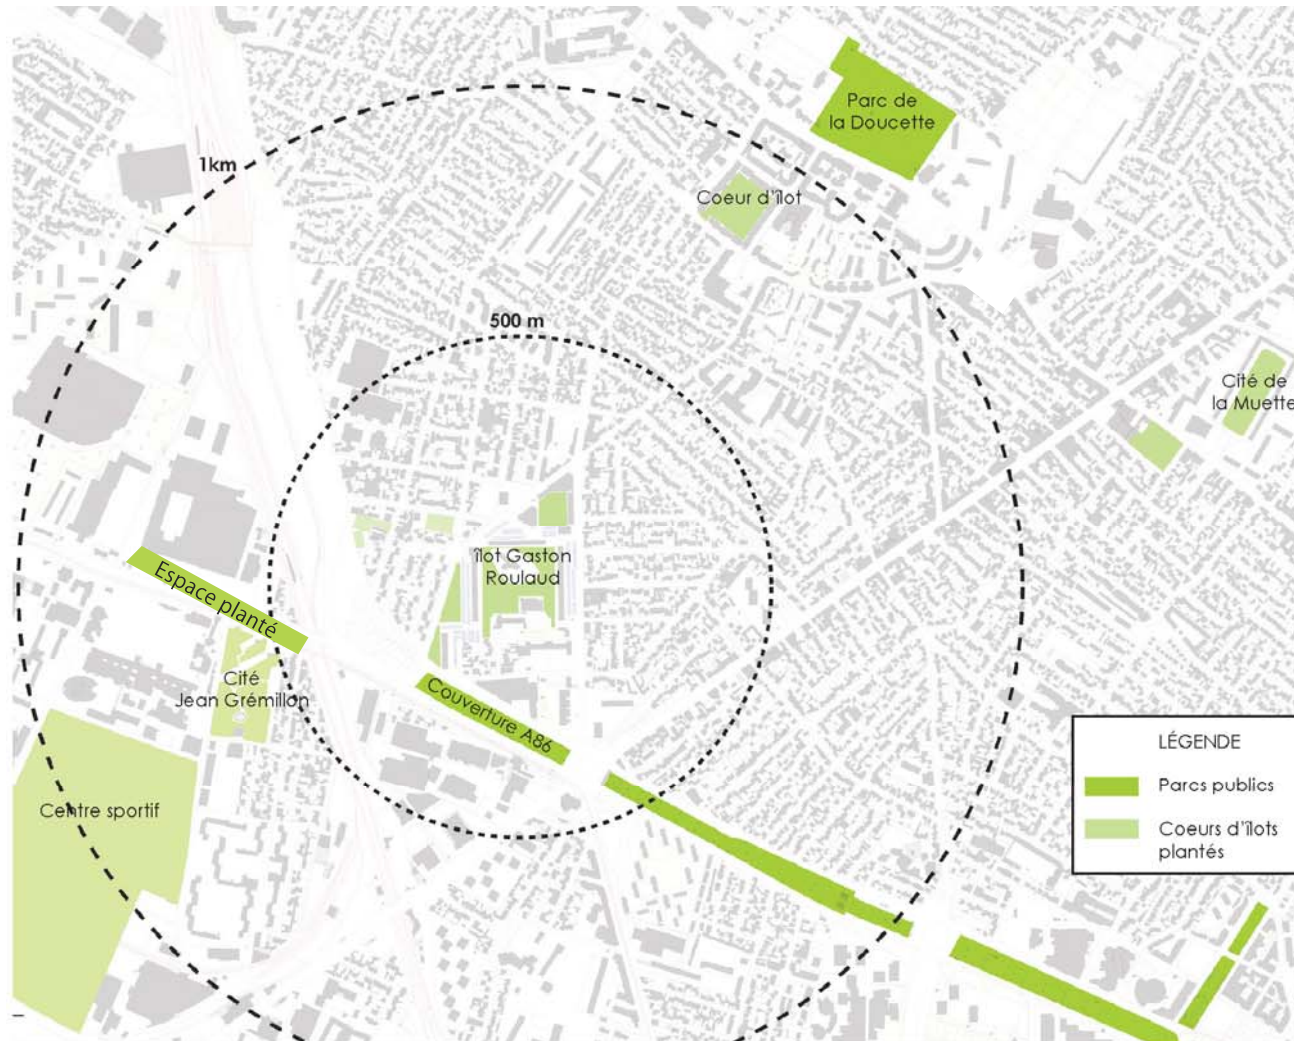 Parc de
la Doucette
1km
Coeur d'îlot
500 m
Cité de
la Muette
îlot Gaston
Roulaud
Espace planté
Cité
Jean Grémillon
Couverture A86
Centre sportif
LÉGENDE
Parcs publics
Coeurs d'îlots
plantés